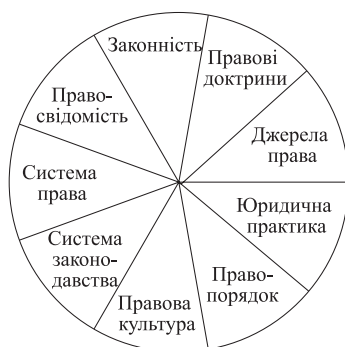 Законність
Правові
доктрини
Джерела
права
Юридична
практика
Право-
порядок
Правова
культура
Система
законо-
давства
Система
права
Право-
свідомість